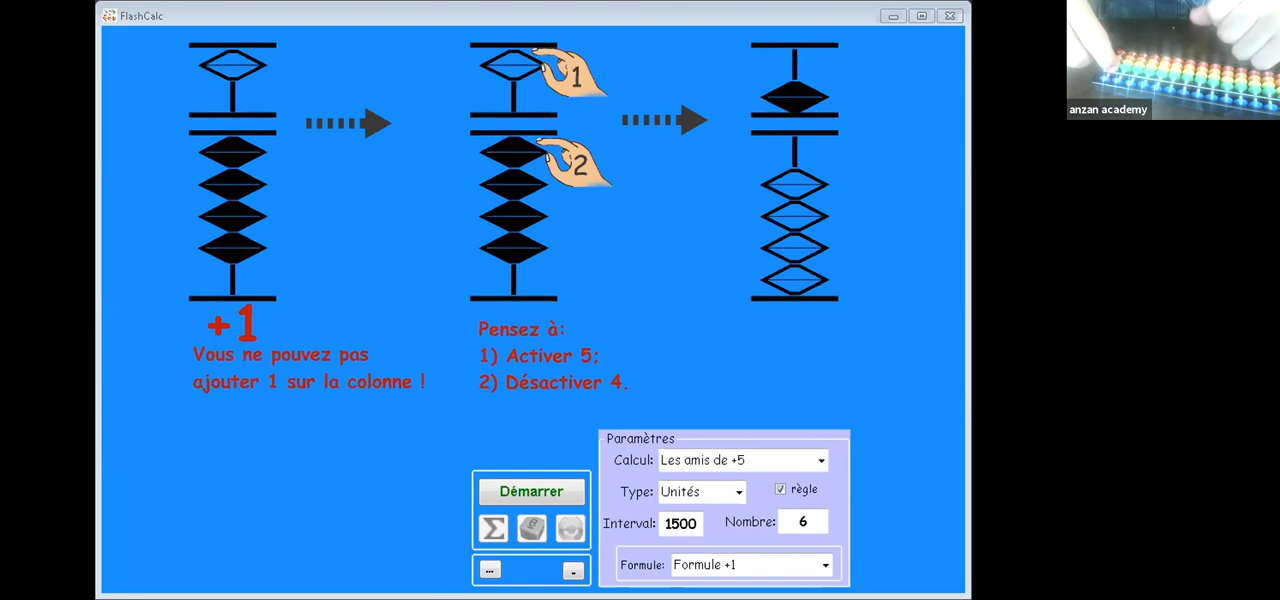 FlashCalc
anzan academy
1
2
+1
Vous ne pouvez pas
ajouter 1 sur la colonne !
Pensez à:
1) Activer 5;
2) Désactiver 4.
Démarrer
Σ
...
-
Paramètres
Calcul: Les amis de +5
Type: Unités règle
Interval: 1500 Nombre: 6
Formule: Formule +1